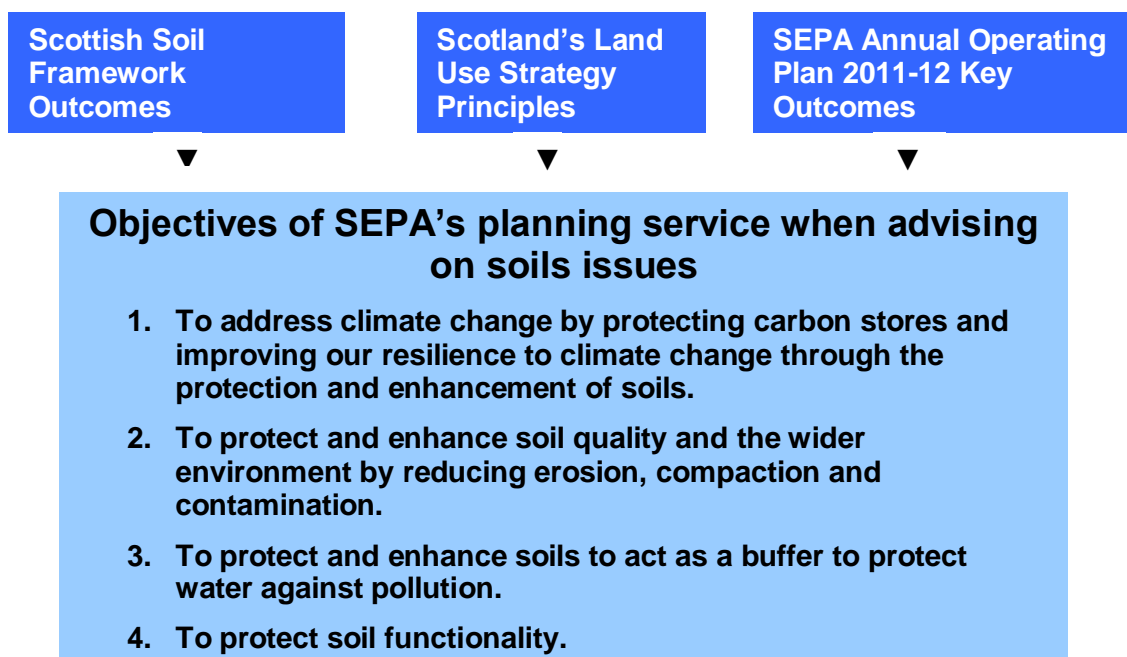 Scottish Soil
Framework
Outcomes
Scotland's Land
Use Strategy
Principles
SEPA Annual Operating
Plan 2011-12 Key
Outcomes
Objectives of SEPA's planning service when advising
on soils issues
1. To address climate change by protecting carbon stores and
improving our resilience to climate change through the
protection and enhancement of soils.
2. To protect and enhance soil quality and the wider
environment by reducing erosion, compaction and
contamination.
3. To protect and enhance soils to act as a buffer to protect
water against pollution.
4. To protect soil functionality.